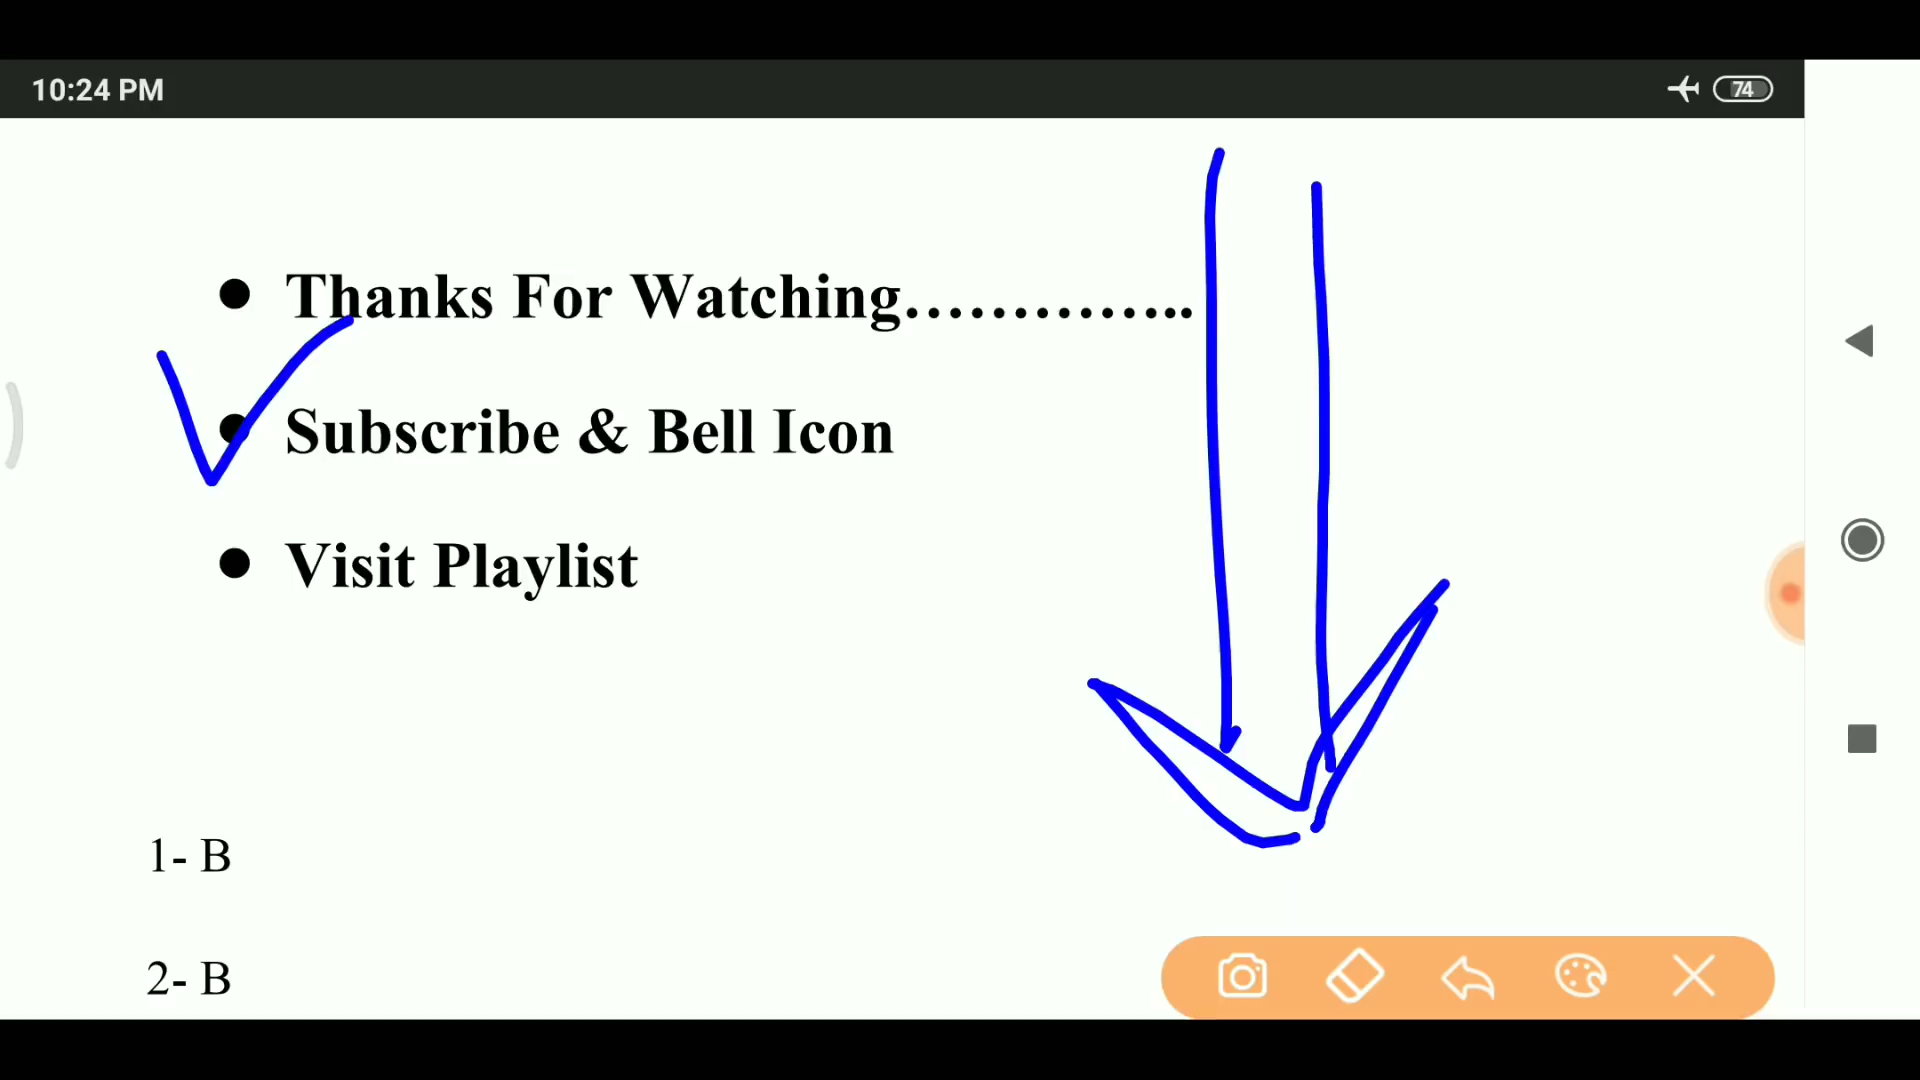 10:24 PM 74
● Thanks For Watching…………..
● Subscribe & Bell Icon
● Visit Playlist
1- B
2- B